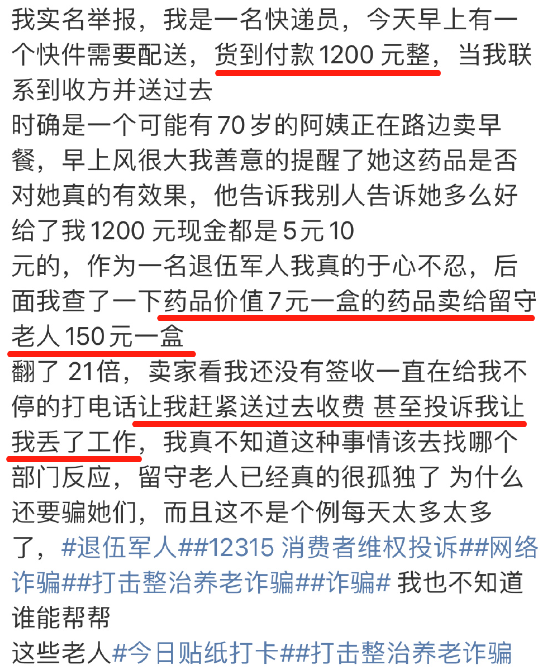 我实名举报，我是一名快递员，今天早上有一
个快件需要配送，货到付款1200 元整，当我联
系到收方并送过去
时确是一个可能有70岁的阿姨正在路边卖早
餐，早上风很大我善意的提醒了她这药品是否
对她真的有效果，他告诉我别人告诉她多么好
给了我1200 元现金都是5元10
元的，作为一名退伍军人我真的于心不忍，后
面我查了一下药品价值7元一盒的药品卖给留守
老人150元一盒
翻了 21倍，卖家看我还没有签收一直在给我不
停的打电话让我赶紧送过去收费 甚至投诉我让
我丢了工作，我真不知道这种事情该去找哪个
部门反应，留守老人已经真的很孤独了 为什么
还要骗她们，而且这不是个例每天太多太多
了，#退伍军人##12315 消费者维权投诉##网络
诈骗##打击整治养老诈骗##诈骗# 我也不知道
谁能帮帮
这些老人#今日贴纸打卡##打击整治养老诈骗